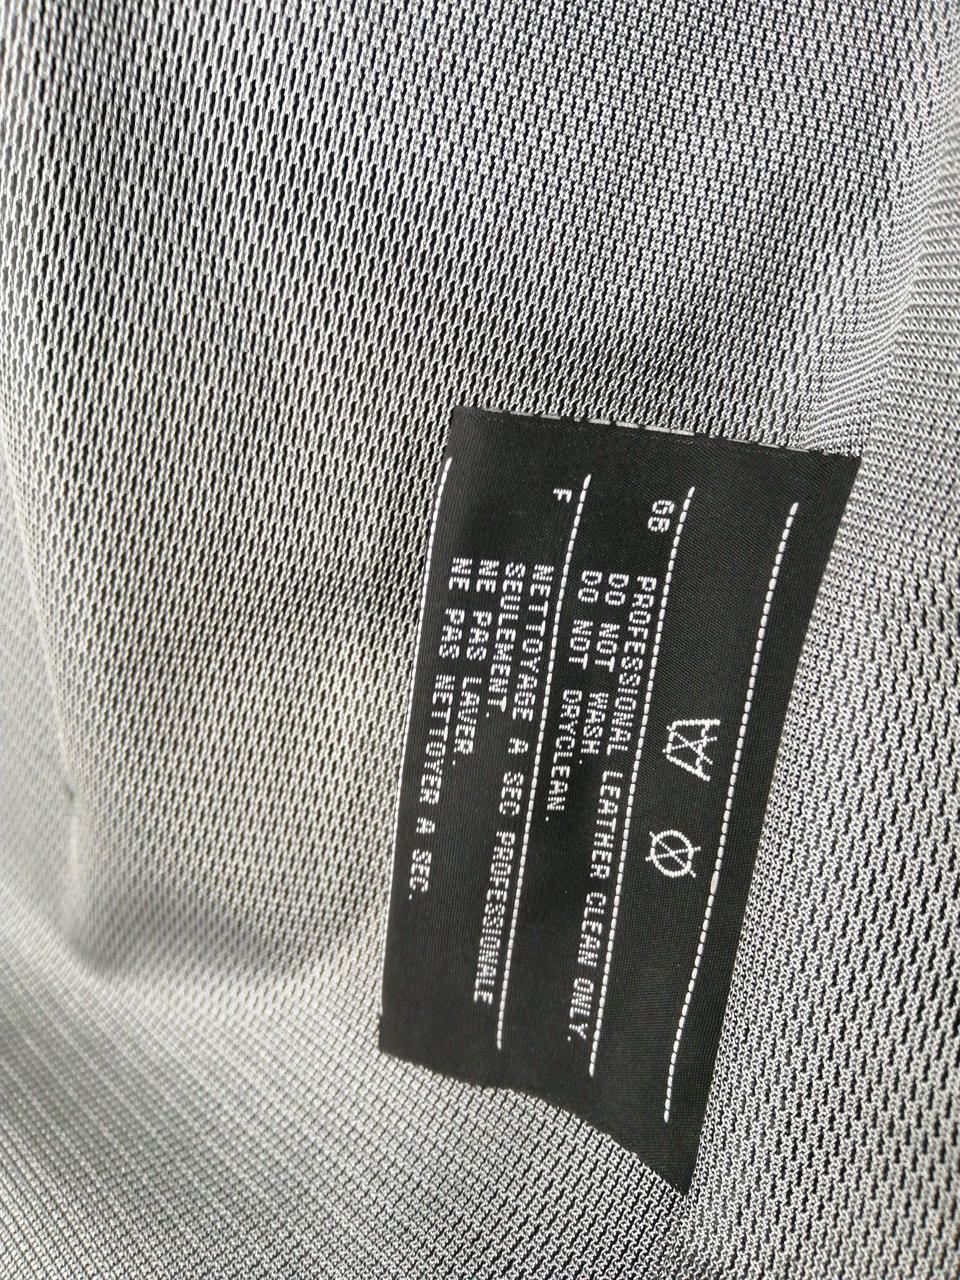 GB
PROFESSIONAL LEATHER CLEAN ONLY.
DO NOT WASH.
DO NOT DRYCLEAN.
F
NETTOYAGE A SEC PROFESSIONALE
SEULEMENT.
NE PAS LAVER.
NE PAS NETTOYER A SEC.